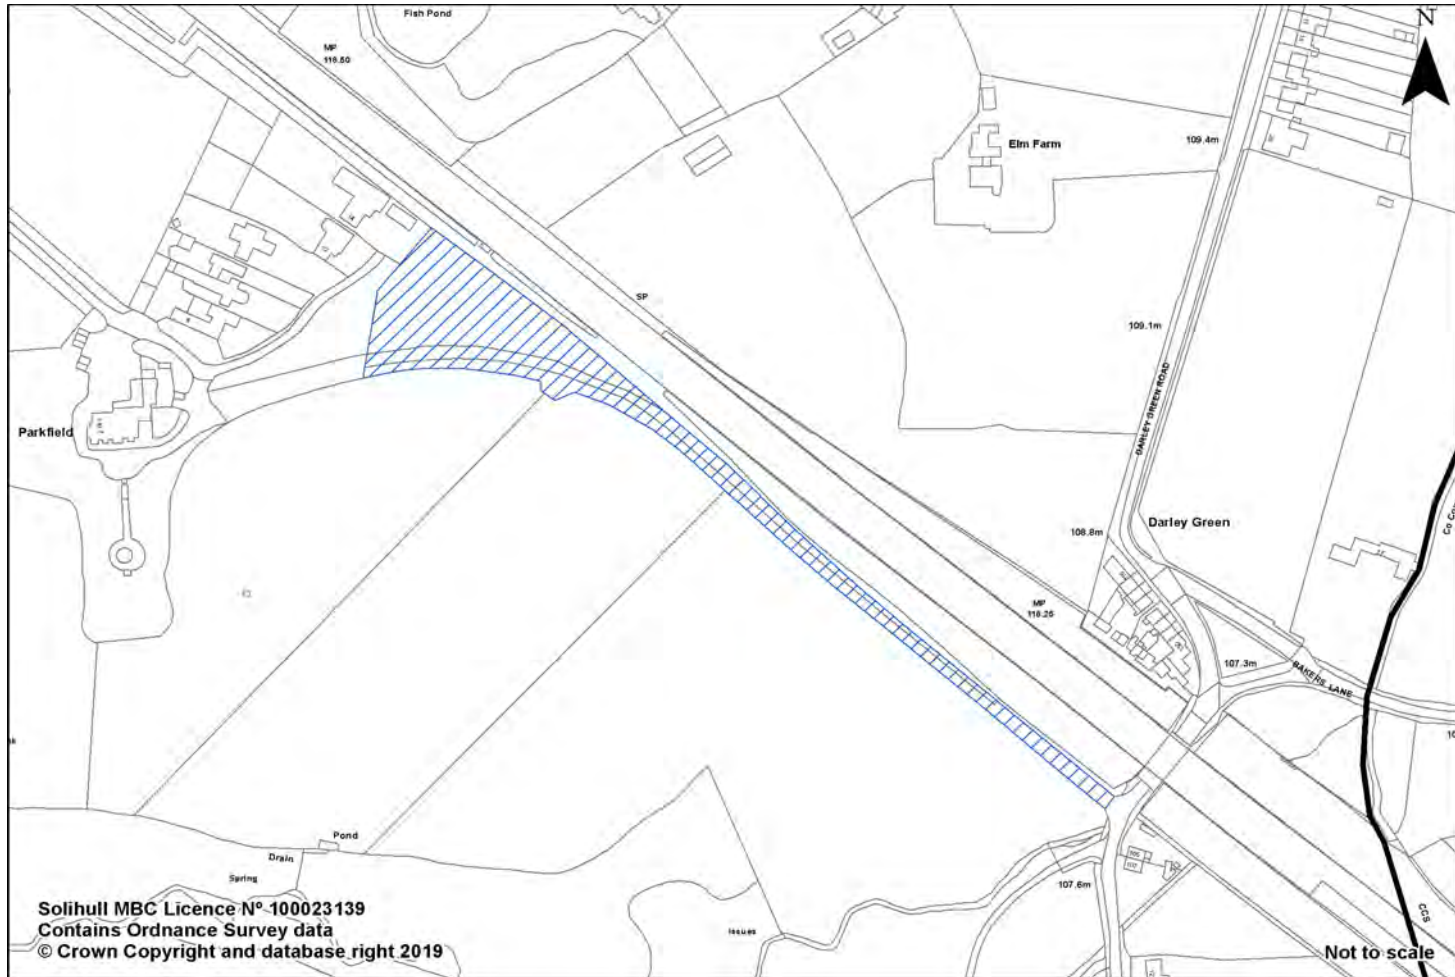 Fish Pond
N
MP
116.50
109.4m
Elm Farm
SP
109.1m
DARLEY GREEN ROAD
Parkfield
108.8m
Darley Green
MP
116.25
107.3m
BAKERS LANE
Pond
Drain
Spring
107.6m
Issues
CCS
Solihull MBC Licence Nº 100023139
Contains Ordnance Survey data
© Crown Copyright and database right 2019
Not to scale